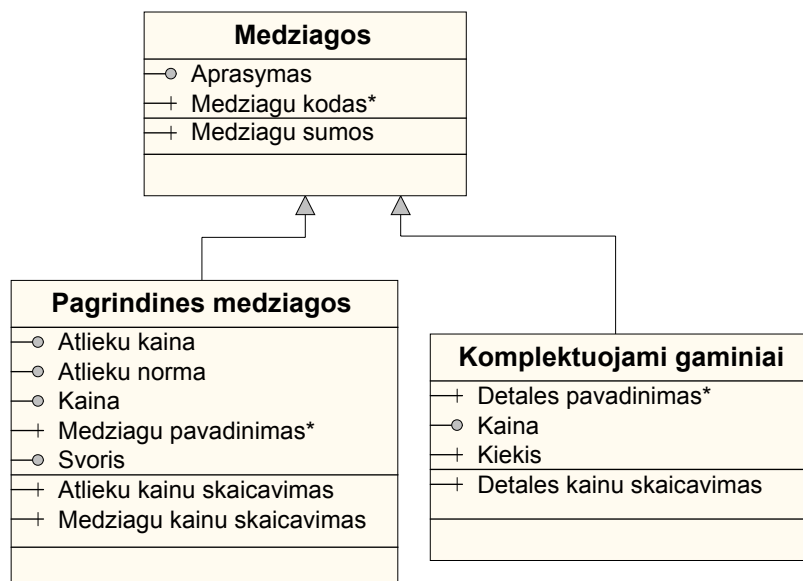 Medziagos
Aprasymas
Medziagu kodas*
Medziagu sumos
Pagrindines medziagos
Atlieku kaina
Atlieku norma
Kaina
Medziagu pavadinimas*
Svoris
Atlieku kainu skaicavimas
Medziagu kainu skaicavimas
Komplektuojami gaminiai
Detales pavadinimas*
Kaina
Kiekis
Detales kainu skaicavimas